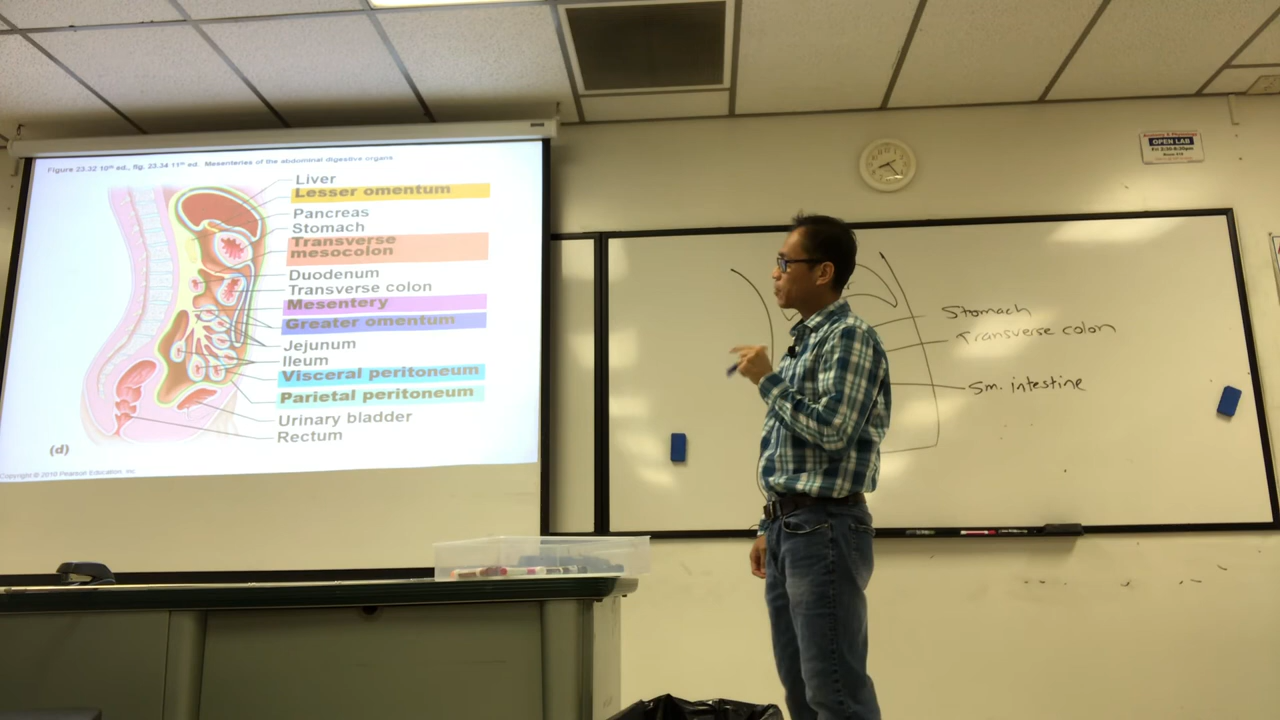 Figure 23.32 10th ed., fig. 23.34 11th ed. Mesenteries of the abdominal digestive organs
Liver
Lesser omentum
Pancreas
Stomach
Transverse
mesocolon
Duodenum
Transverse colon
Mesentery
Greater omentum
Jejunum
Ileum
Visceral peritoneum
Parietal peritoneum
Urinary bladder
Rectum
(d)
Copyright © 2010 Pearson Education, Inc.
Stomach
Transverse colon
Sm. intestine
Anatomy & Physiology
OPEN LAB